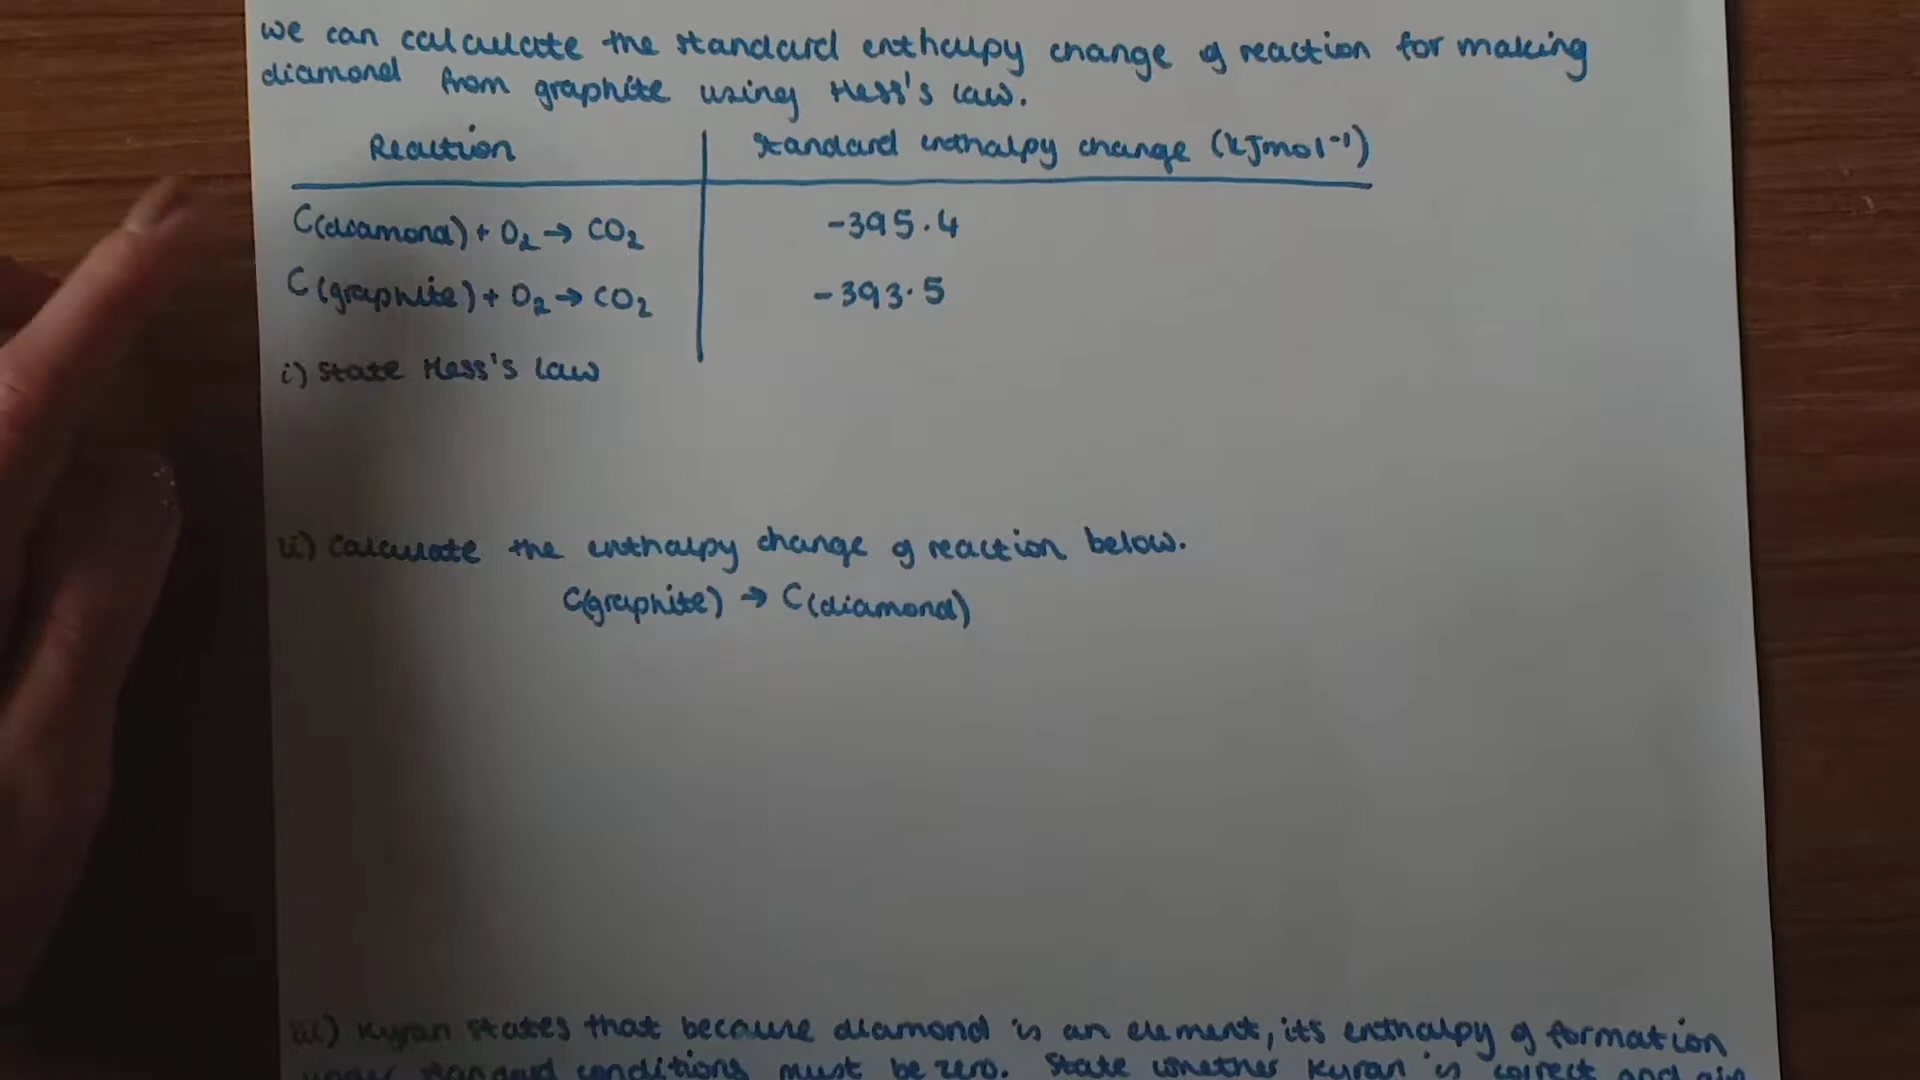 we can calculate the standard enthalpy change of reaction for making
diamond from graphite using Hess's law.
Reaction
Standard enthalpy change (kJmol⁻¹)
C(diamond) + O₂ → CO₂
-395.4
C(graphite) + O₂ → CO₂
-393.5
i) State Hess's law
ii) Calculate the enthalpy change of reaction below.
C(graphite) → C(diamond)
iii) Kyran states that because diamond is an element, its enthalpy of formation
under standard conditions must be zero. State whether Kyran is correct and